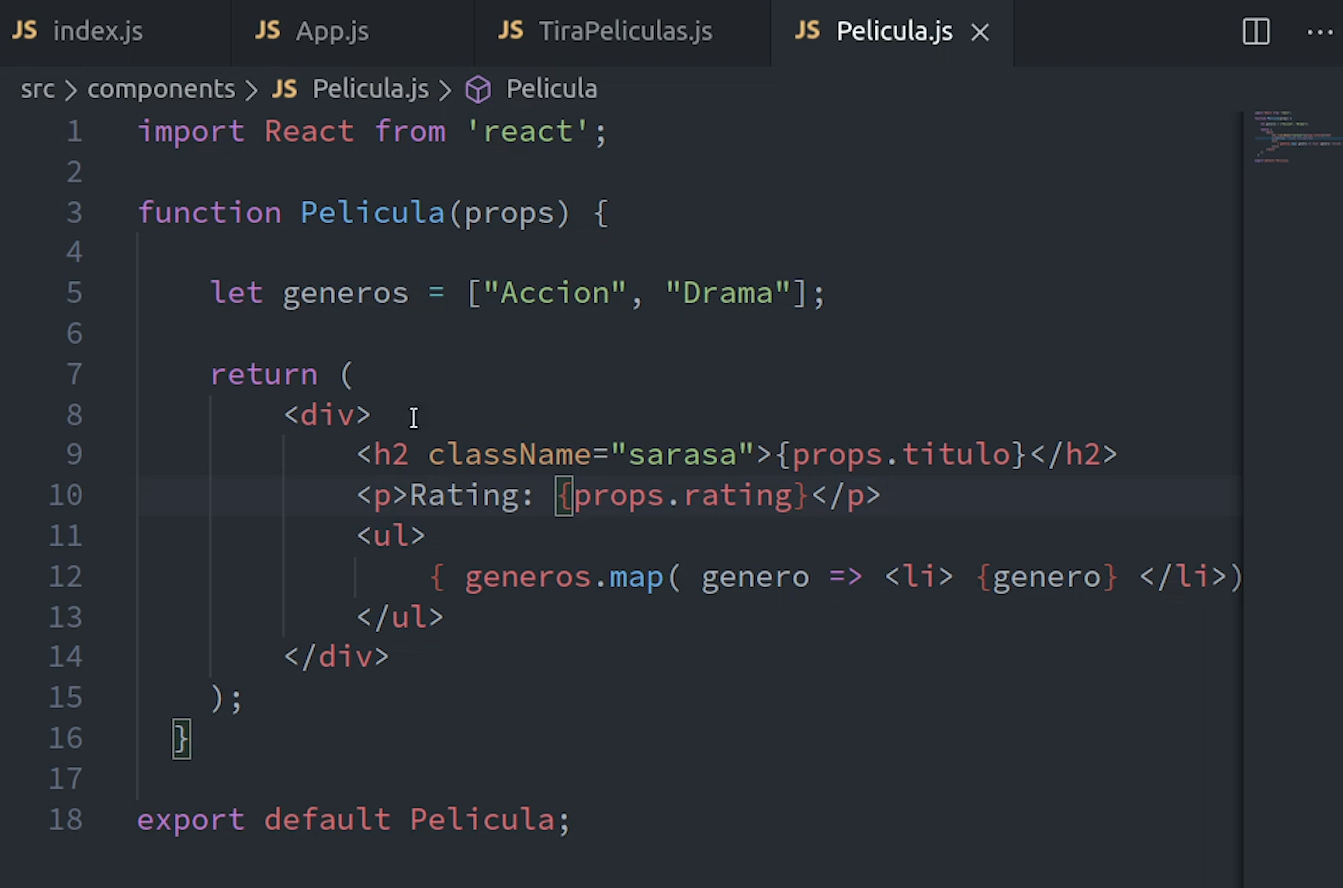 JS index.js JS App.js JS TiraPeliculas.js JS Pelicula.js ×
src > components > JS Pelicula.js > Pelicula
1 import React from 'react';
2
3 function Pelicula(props) {
4
5     let generos = ["Accion", "Drama"];
6
7     return (
8         <div>
9             <h2 className="sarasa">{props.titulo}</h2>
10             <p>Rating: {props.rating}</p>
11             <ul>
12                 { generos.map( genero => <li> {genero} </li>)
13             </ul>
14         </div>
15     );
16   }
17
18 export default Pelicula;